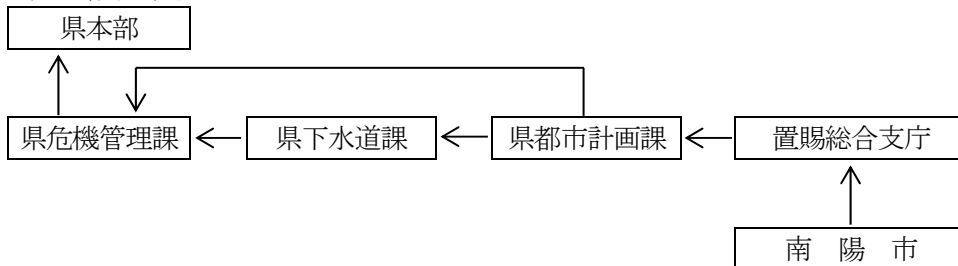 県本部
県危機管理課
県下水道課
県都市計画課
置賜総合支庁
南 陽 市